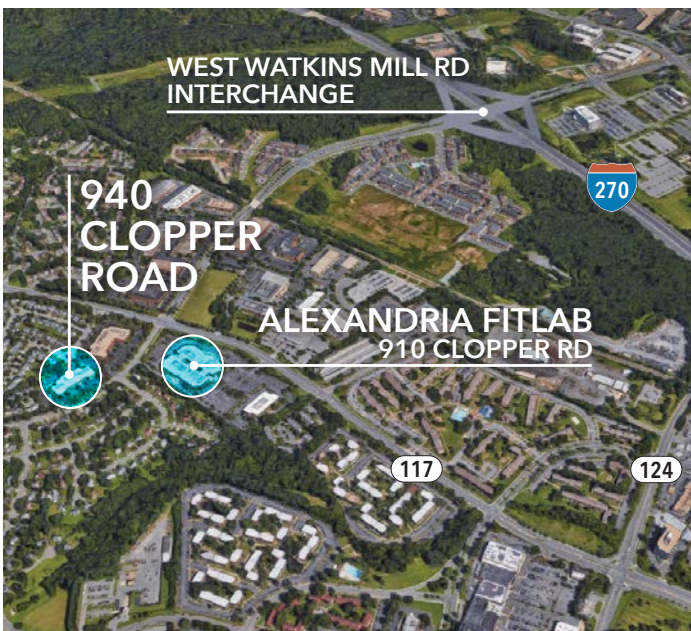 WEST WATKINS MILL RD
INTERCHANGE
270
940
CLOPPER
ROAD
ALEXANDRIA FITLAB
910 CLOPPER RD
117
124